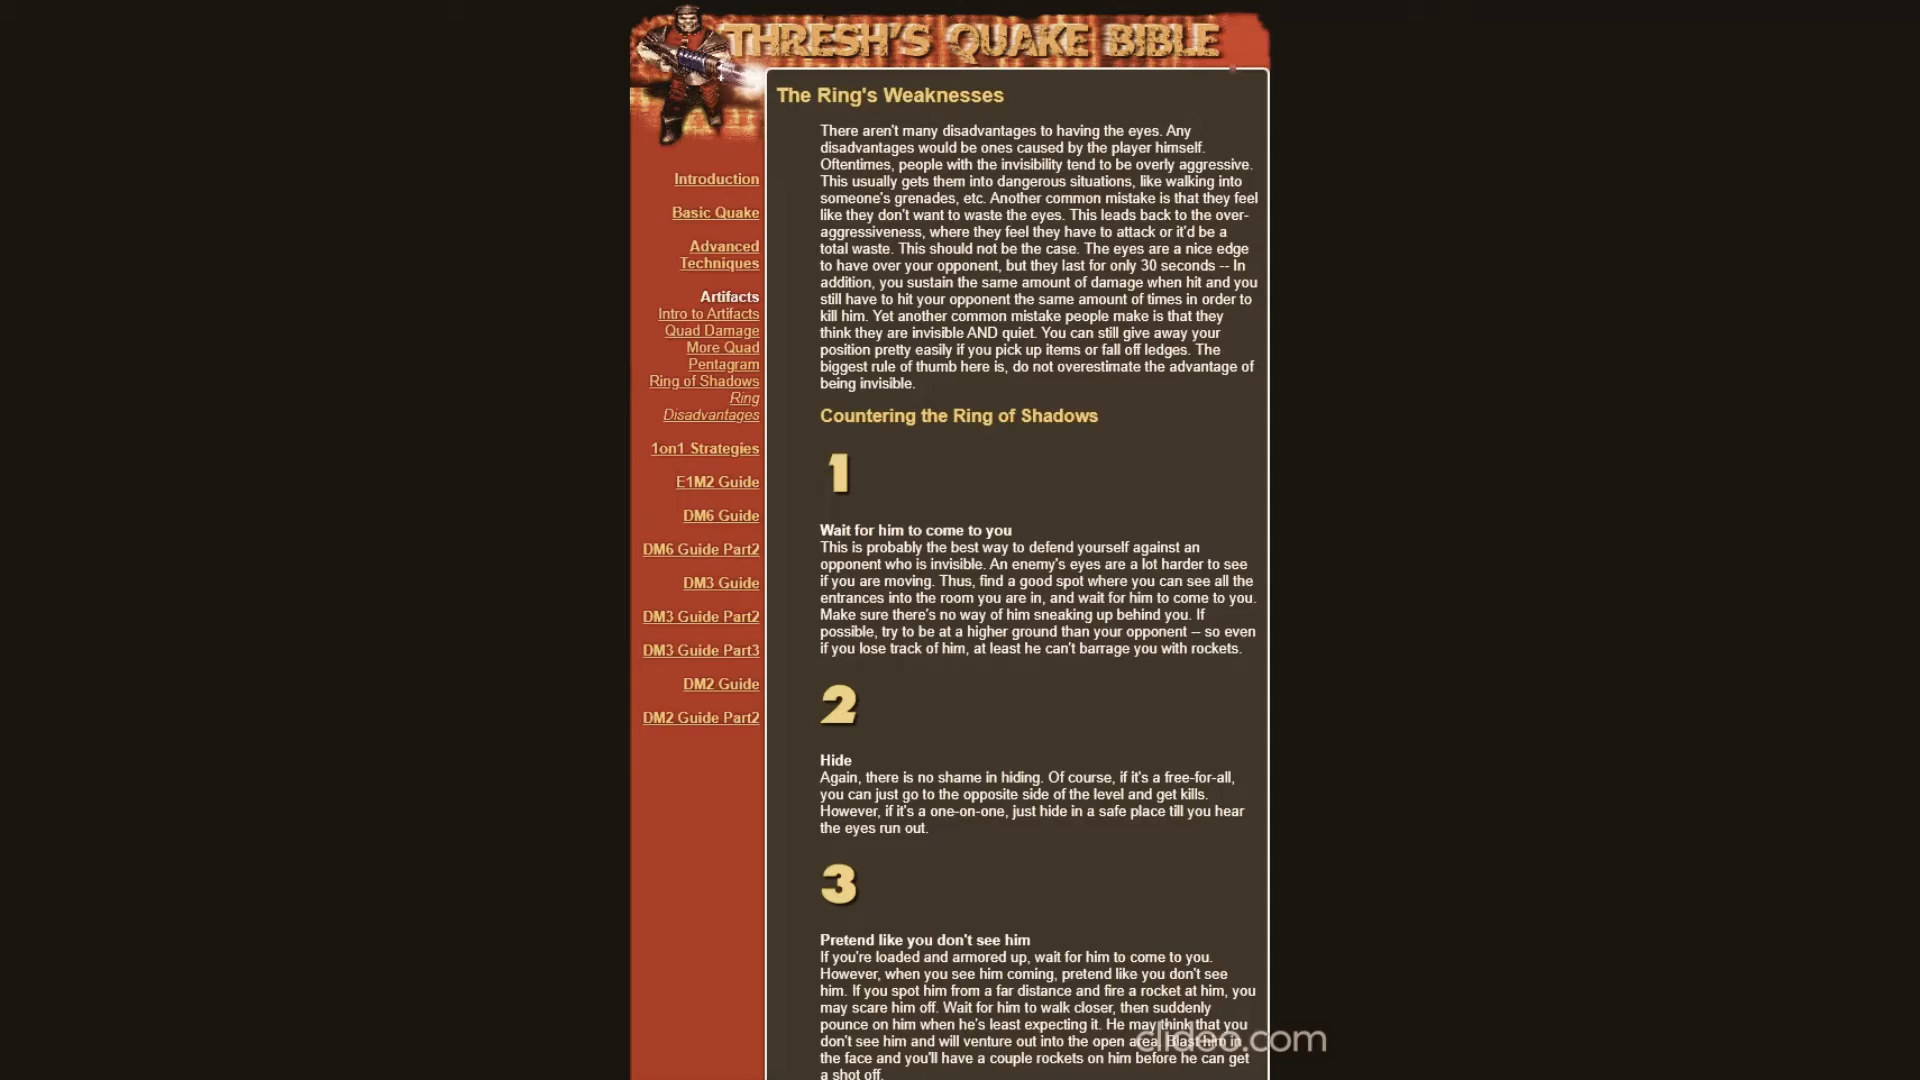 THRESH'S QUAKE BIBLE
Introduction
Basic Quake
Advanced
Techniques
Artifacts
Intro to Artifacts
Quad Damage
More Quad
Pentagram
Ring of Shadows
Ring
Disadvantages
1on1 Strategies
E1M2 Guide
DM6 Guide
DM6 Guide Part2
DM3 Guide
DM3 Guide Part2
DM3 Guide Part3
DM2 Guide
DM2 Guide Part2
The Ring's Weaknesses
There aren't many disadvantages to having the eyes. Any
disadvantages would be ones caused by the player himself.
Oftentimes, people with the invisibility tend to be overly aggressive.
This usually gets them into dangerous situations, like walking into
someone's grenades, etc. Another common mistake is that they feel
like they don't want to waste the eyes. This leads back to the over-
aggressiveness, where they feel they have to attack or it'd be a
total waste. This should not be the case. The eyes are a nice edge
to have over your opponent, but they last for only 30 seconds -- In
addition, you sustain the same amount of damage when hit and you
still have to hit your opponent the same amount of times in order to
kill him. Yet another common mistake people make is that they
think they are invisible AND quiet. You can still give away your
position pretty easily if you pick up items or fall off ledges. The
biggest rule of thumb here is, do not overestimate the advantage of
being invisible.
Countering the Ring of Shadows
1
Wait for him to come to you
This is probably the best way to defend yourself against an
opponent who is invisible. An enemy's eyes are a lot harder to see
if you are moving. Thus, find a good spot where you can see all the
entrances into the room you are in, and wait for him to come to you.
Make sure there's no way of him sneaking up behind you. If
possible, try to be at a higher ground than your opponent -- so even
if you lose track of him, at least he can't barrage you with rockets.
2
Hide
Again, there is no shame in hiding. Of course, if it's a free-for-all,
you can just go to the opposite side of the level and get kills.
However, if it's a one-on-one, just hide in a safe place till you hear
the eyes run out.
3
Pretend like you don't see him
If you're loaded and armored up, wait for him to come to you.
However, when you see him coming, pretend like you don't see
him. If you spot him from a far distance and fire a rocket at him, you
may scare him off. Wait for him to walk closer, then suddenly
pounce on him when he's least expecting it. He may think that you
don't see him and will venture out into the open area. Blast him in
the face and you'll have a couple rockets on him before he can get
a shot off.
clideo.com